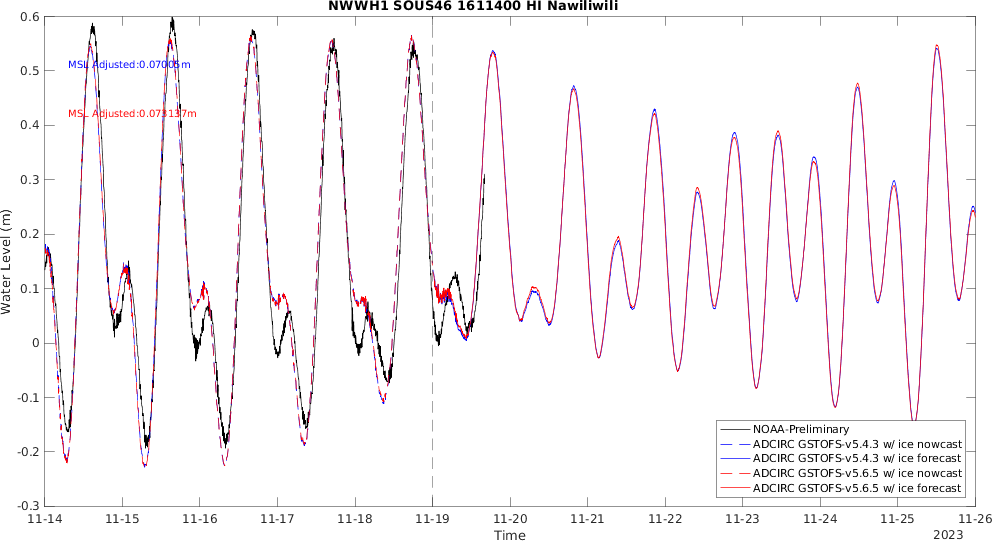 NWWH1 SOUS46 1611400 HI Nawiliwili
0.6
0.5
0.4
0.3
0.2
0.1
0
-0.1
-0.2
-0.3
Water Level (m)
MSL Adjusted:0.07005m
MSL Adjusted:0.073137m
NOAA-Preliminary
ADCIRC GSTOFS-v5.4.3 w/ ice nowcast
ADCIRC GSTOFS-v5.4.3 w/ ice forecast
ADCIRC GSTOFS-v5.6.5 w/ ice nowcast
ADCIRC GSTOFS-v5.6.5 w/ ice forecast
11-14 11-15 11-16 11-17 11-18 11-19 11-20 11-21 11-22 11-23 11-24 11-25 11-26
Time
2023